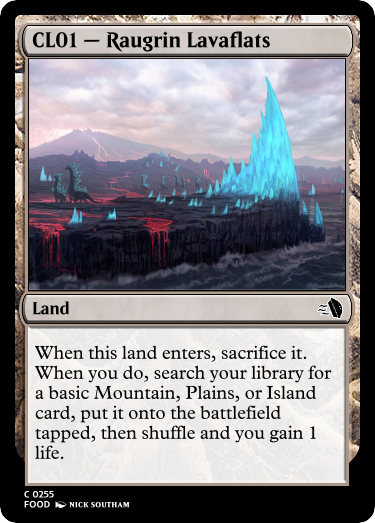 CL01 — Raugrin Lavaflats
Land
When this land enters, sacrifice it.
When you do, search your library for
a basic Mountain, Plains, or Island
card, put it onto the battlefield
tapped, then shuffle and you gain 1
life.
C 0255
FOOD NICK SOUTHAM